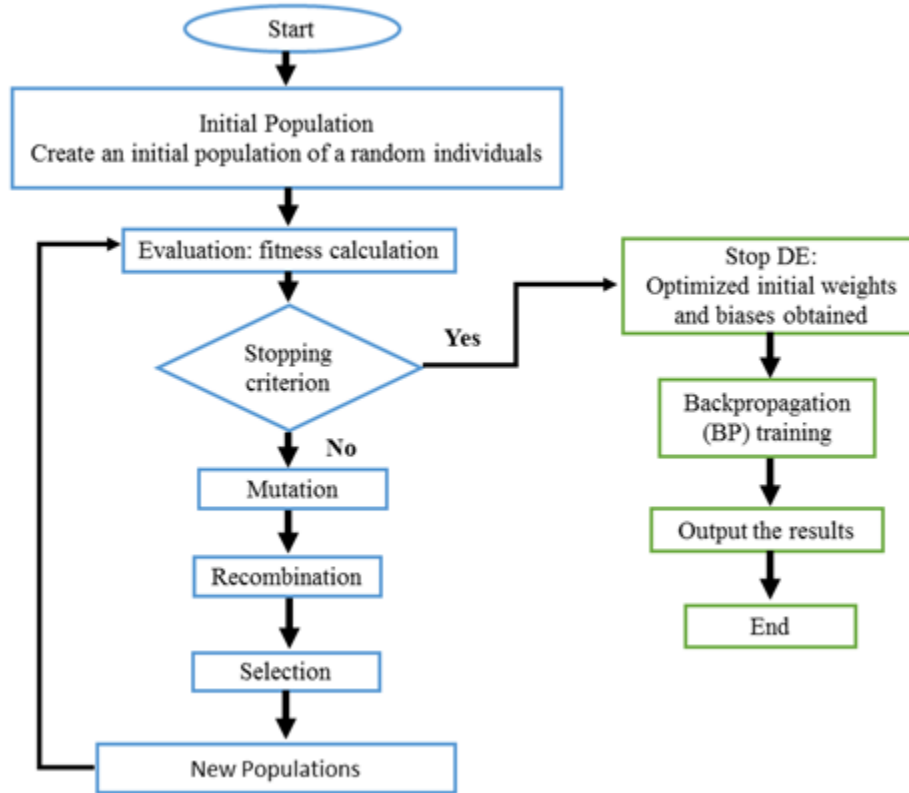 Start
Initial Population
Create an initial population of a random individuals
Evaluation: fitness calculation
Stopping
criterion
Yes
No
Mutation
Recombination
Selection
New Populations
Stop DE:
Optimized initial weights
and biases obtained
Backpropagation
(BP) training
Output the results
End